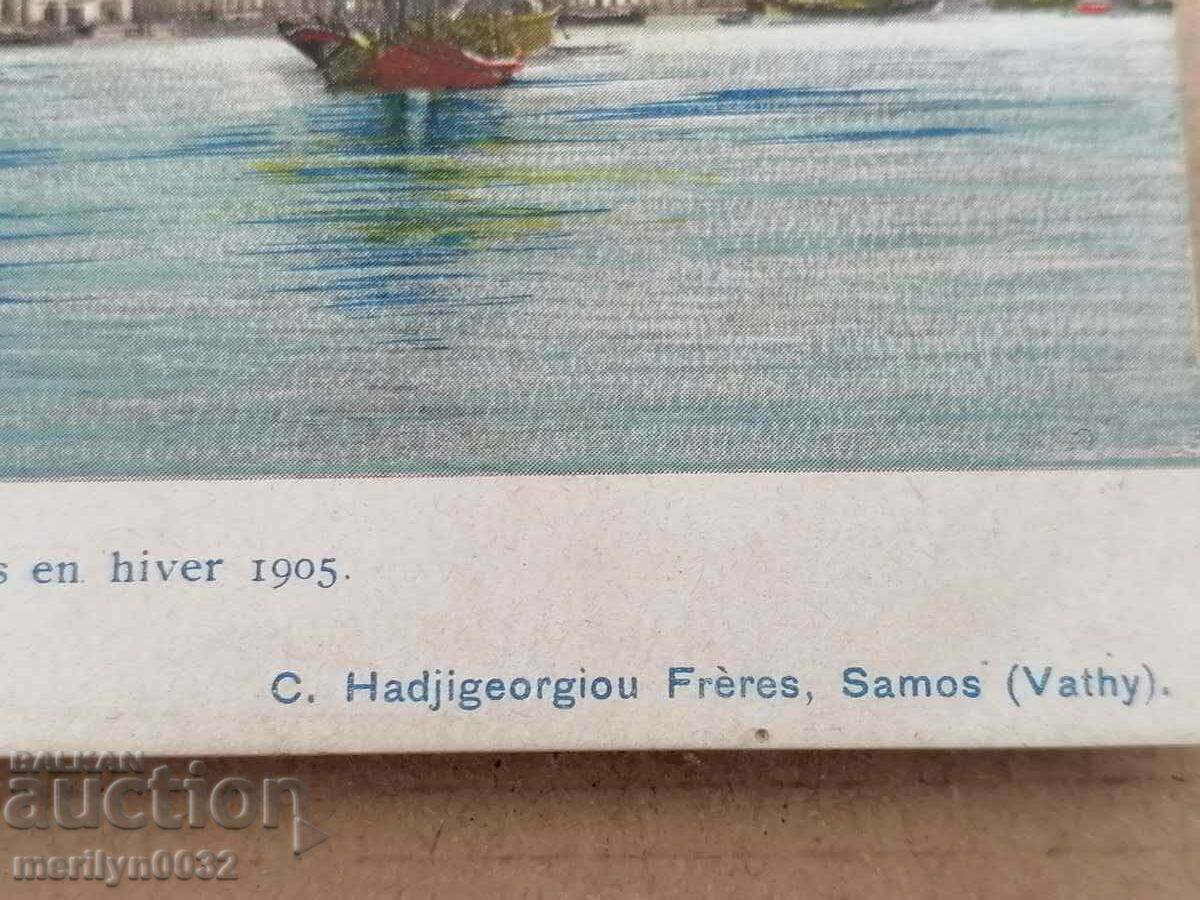 s en hiver 1905.
C. Hadjigeorgiou Frères, Samos (Vathy).
BALKAN
auction
merilyn0032